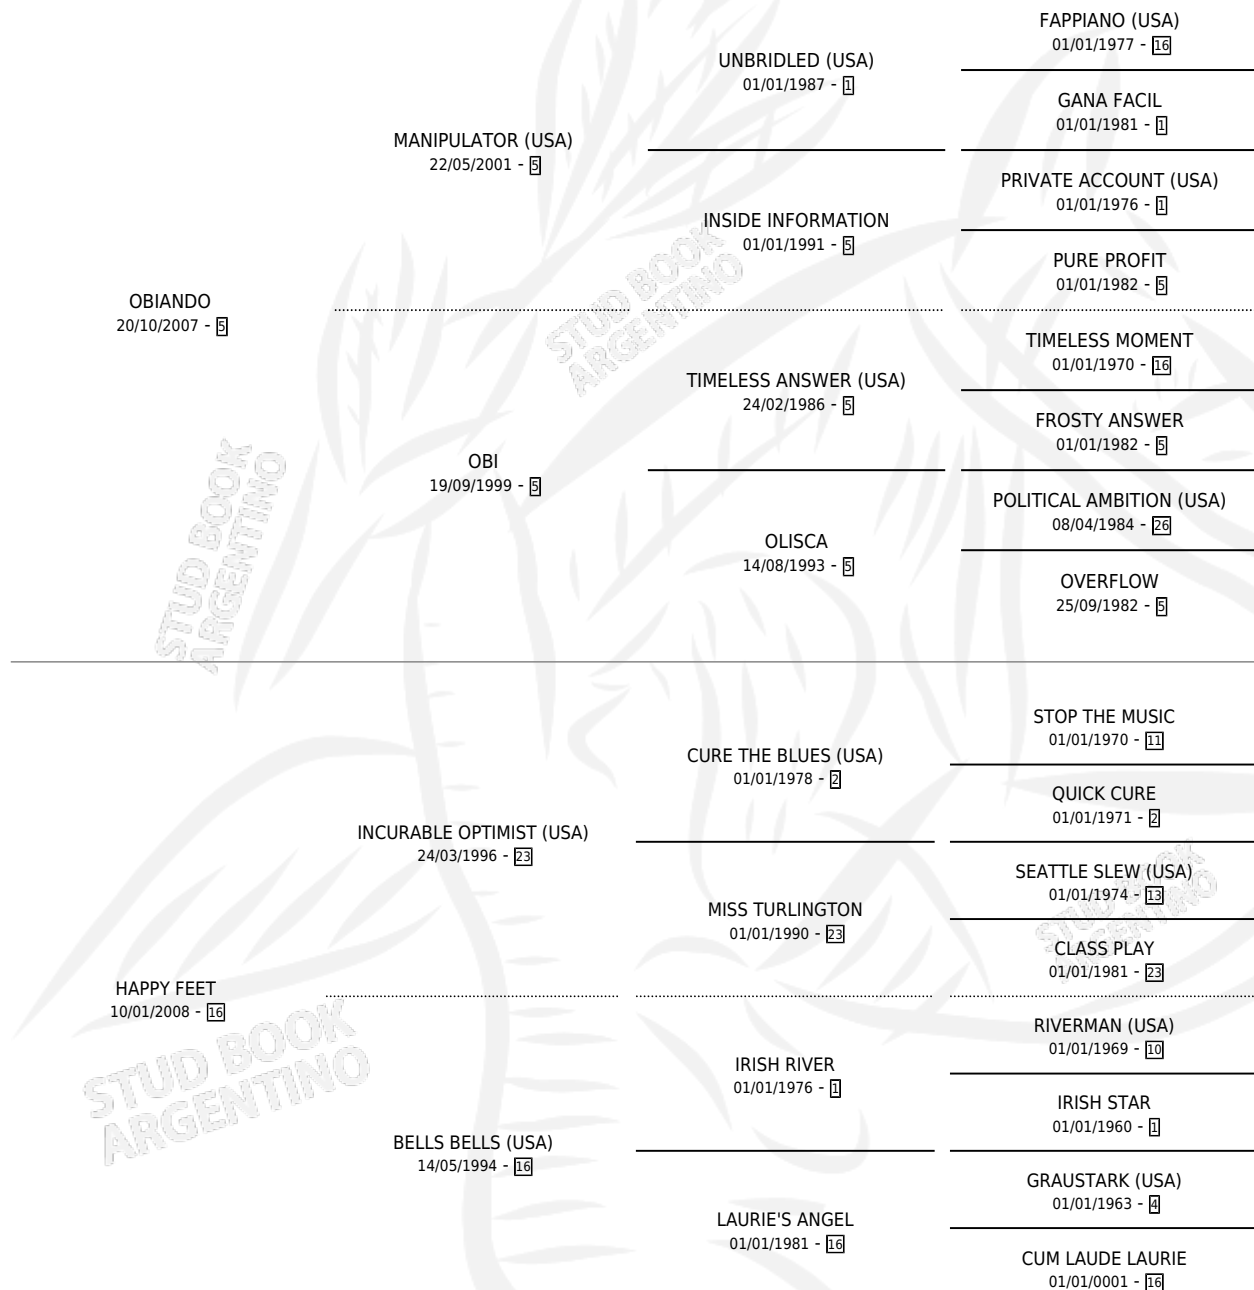 FAPPIANO (USA)
01/01/1977 - 16
UNBRIDLED (USA)
01/01/1987 - 1
GANA FACIL
01/01/1981 - 1
MANIPULATOR (USA)
22/05/2001 - 5
PRIVATE ACCOUNT (USA)
01/01/1976 - 1
INSIDE INFORMATION
01/01/1991 - 5
PURE PROFIT
01/01/1982 - 5
OBIANDO
20/10/2007 - 5
TIMELESS MOMENT
01/01/1970 - 16
TIMELESS ANSWER (USA)
24/02/1986 - 5
FROSTY ANSWER
01/01/1982 - 5
OBI
19/09/1999 - 5
POLITICAL AMBITION (USA)
08/04/1984 - 26
OLISCA
14/08/1993 - 5
OVERFLOW
25/09/1982 - 5
STOP THE MUSIC
01/01/1970 - 11
CURE THE BLUES (USA)
01/01/1978 - 2
QUICK CURE
01/01/1971 - 2
INCURABLE OPTIMIST (USA)
24/03/1996 - 23
SEATTLE SLEW (USA)
01/01/1974 - 13
MISS TURLINGTON
01/01/1990 - 23
CLASS PLAY
01/01/1981 - 23
HAPPY FEET
10/01/2008 - 16
RIVERMAN (USA)
01/01/1969 - 10
IRISH RIVER
01/01/1976 - 1
IRISH STAR
01/01/1960 - 1
BELLS BELLS (USA)
14/05/1994 - 16
GRAUSTARK (USA)
01/01/1963 - 4
LAURIE'S ANGEL
01/01/1981 - 16
CUM LAUDE LAURIE
01/01/0001 - 16
STUD BOOK
ARGENTINO
STUD BOOK
ARGENTINO
STUD BOOK
ARGENTINO
STUD BOOK
ARGENTINO